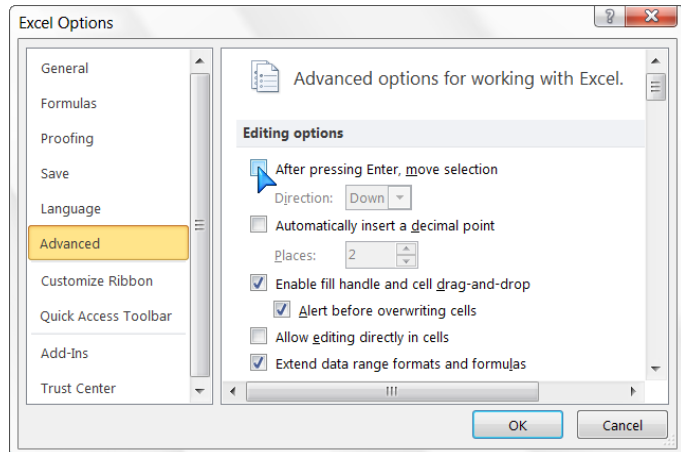 Excel Options
General
Formulas
Proofing
Save
Language
Advanced
Customize Ribbon
Quick Access Toolbar
Add-Ins
Trust Center
Advanced options for working with Excel.
Editing options
After pressing Enter, move selection
Direction: Down
Automatically insert a decimal point
Places: 2
Enable fill handle and cell drag-and-drop
Alert before overwriting cells
Allow editing directly in cells
Extend data range formats and formulas
OK Cancel